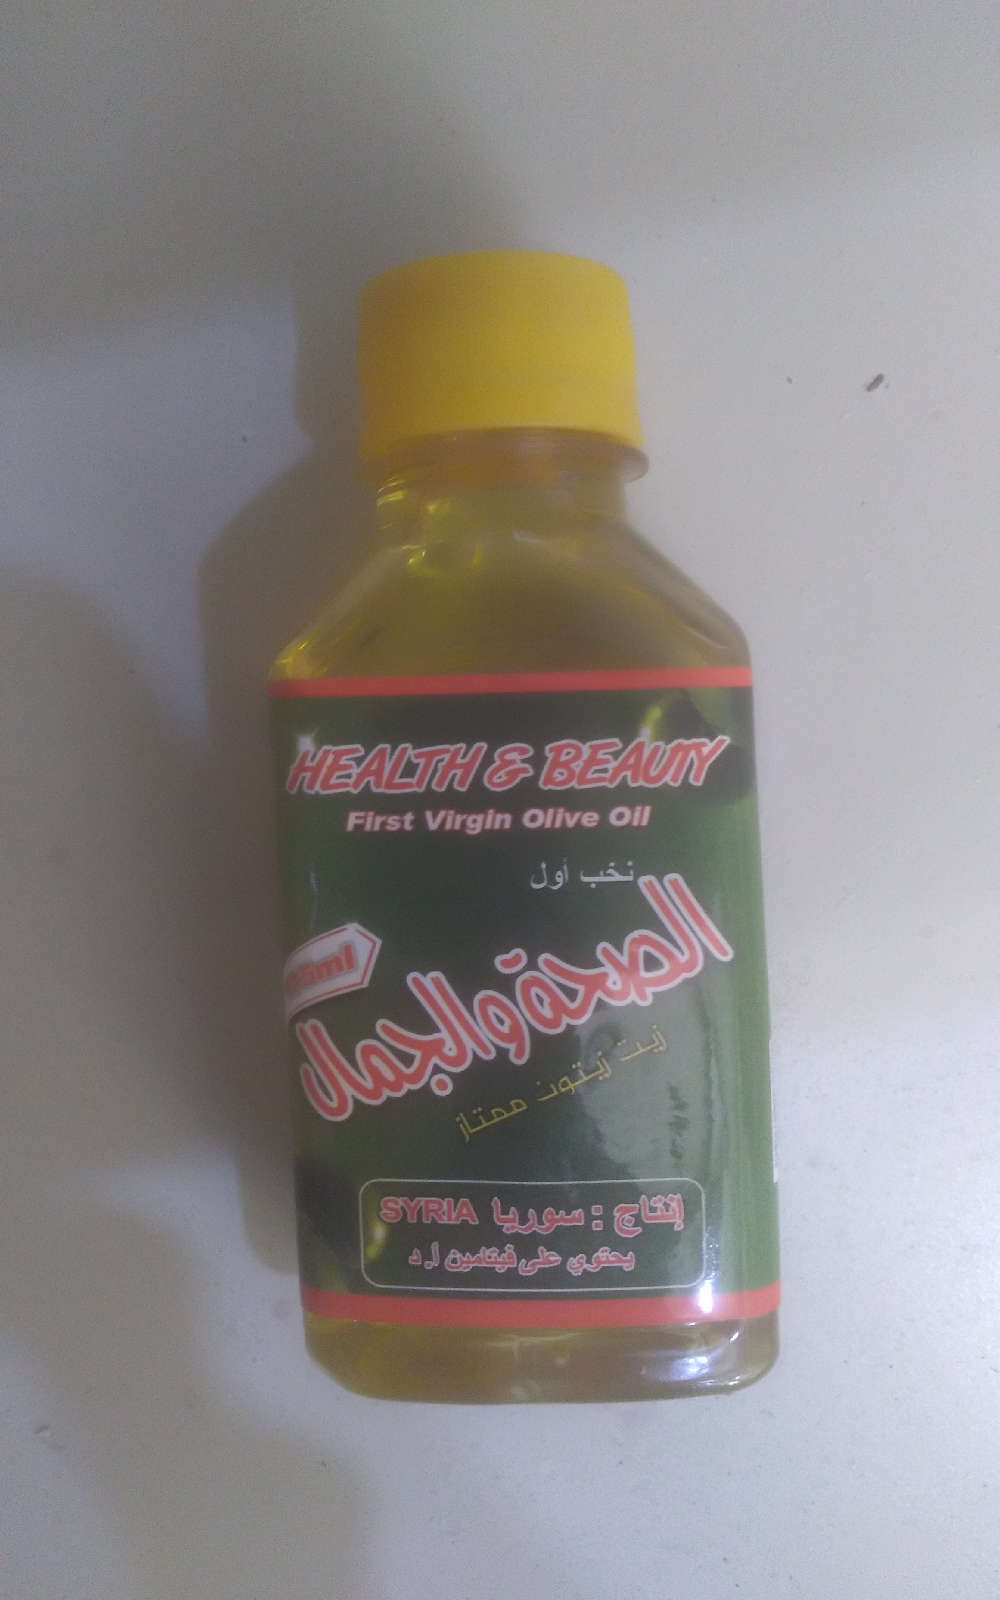 HEALTH & BEAUTY
First Virgin Olive Oil
نخب أول
الصحة والجمال
زيت زيتون ممتاز
إنتاج : سوريا SYRIA
يحتوي على فيتامين أ. د